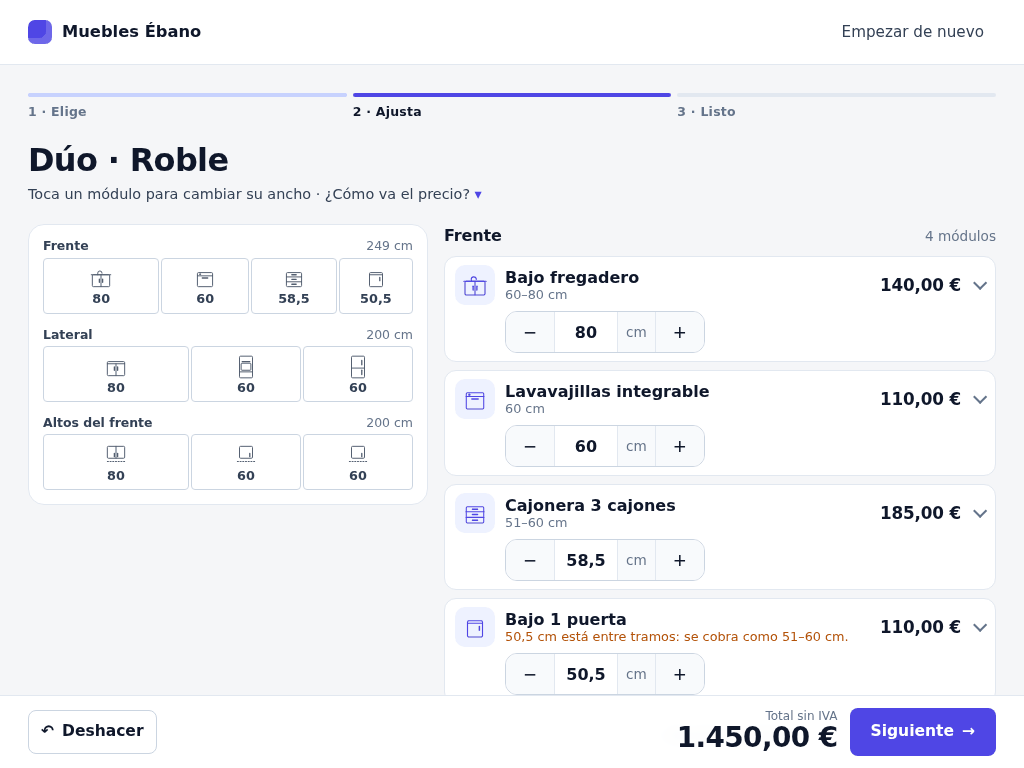 Muebles Ébano
Empezar de nuevo
1 · Elige
2 · Ajusta
3 · Listo
Dúo · Roble
Toca un módulo para cambiar su ancho · ¿Cómo va el precio? ▾
Frente 249 cm
80 60 58,5 50,5
Lateral 200 cm
80 60 60
Altos del frente 200 cm
80 60 60
Frente 4 módulos
Bajo fregadero
60–80 cm
140,00 €
− 80 cm +
Lavavajillas integrable
60 cm
110,00 €
− 60 cm +
Cajonera 3 cajones
51–60 cm
185,00 €
− 58,5 cm +
Bajo 1 puerta
50,5 cm está entre tramos: se cobra como 51–60 cm.
110,00 €
− 50,5 cm +
↶ Deshacer
Total sin IVA
1.450,00 €
Siguiente →